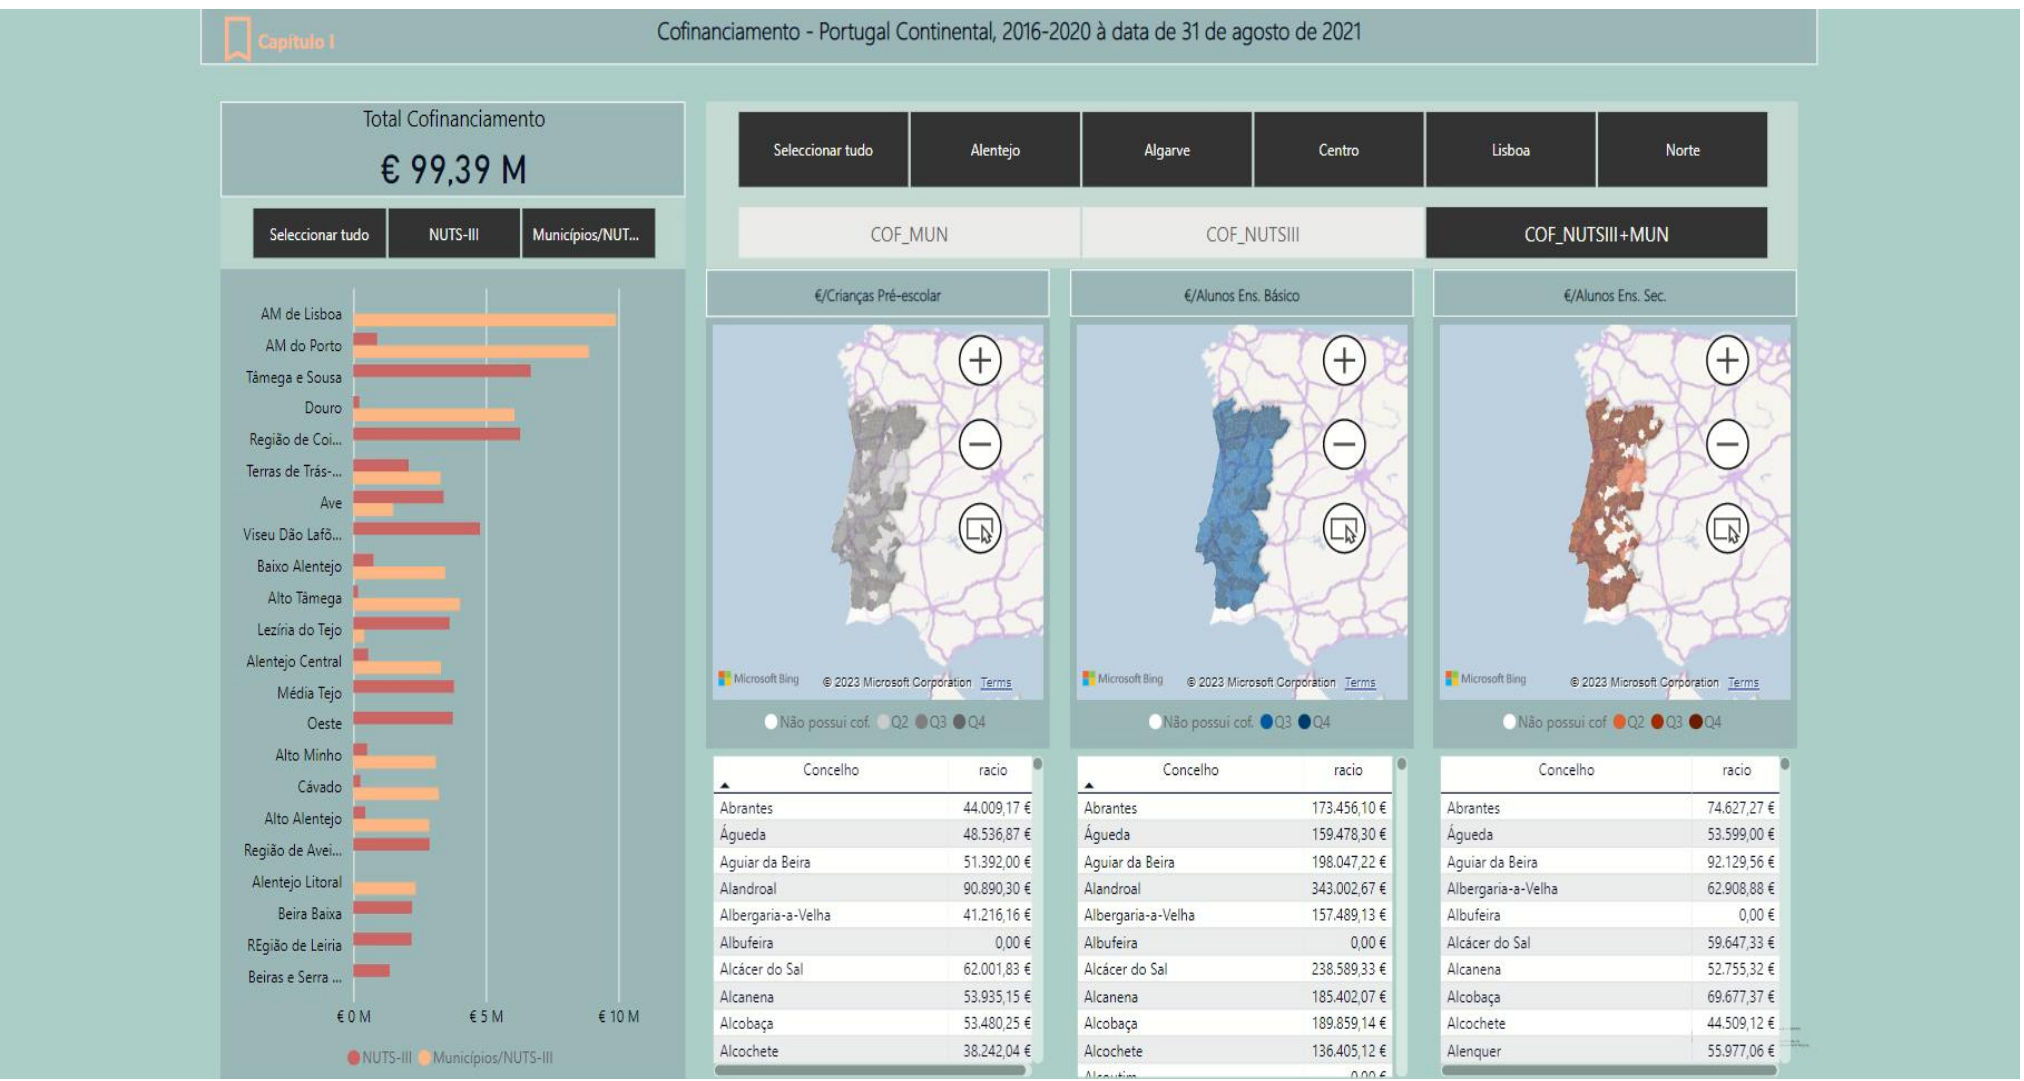 Capítulo I
Cofinanciamento - Portugal Continental, 2016-2020 à data de 31 de agosto de 2021
Total Cofinanciamento
€ 99,39 M
Seleccionar tudo
NUTS-III
Municípios/NUT...
AM de Lisboa
AM do Porto
Tâmega e Sousa
Douro
Região de Coi...
Terras de Trás-...
Ave
Viseu Dão Lafõ...
Baixo Alentejo
Alto Tâmega
Lezíria do Tejo
Alentejo Central
Média Tejo
Oeste
Alto Minho
Cávado
Alto Alentejo
Região de Avei...
Alentejo Litoral
Beira Baixa
REgião de Leiria
Beiras e Serra ...
€ 0 M € 5 M € 10 M
NUTS-III Municípios/NUTS-III
Seleccionar tudo
Alentejo
Algarve
Centro
Lisboa
Norte
COF_MUN
COF_NUTSIII
COF_NUTSIII+MUN
€/Crianças Pré-escolar
Microsoft Bing © 2023 Microsoft Corporation Terms
Não possui cof. Q2 Q3 Q4
Concelho racio
Abrantes 44.009,17 €
Águeda 48.536,87 €
Aguiar da Beira 51.392,00 €
Alandroal 90.890,30 €
Albergaria-a-Velha 41.216,16 €
Albufeira 0,00 €
Alcácer do Sal 62.001,83 €
Alcanena 53.935,15 €
Alcobaça 53.480,25 €
Alcochete 38.242,04 €
€/Alunos Ens. Básico
Microsoft Bing © 2023 Microsoft Corporation Terms
Não possui cof. Q3 Q4
Concelho racio
Abrantes 173.456,10 €
Águeda 159.478,30 €
Aguiar da Beira 198.047,22 €
Alandroal 343.002,67 €
Albergaria-a-Velha 157.489,13 €
Albufeira 0,00 €
Alcácer do Sal 238.589,33 €
Alcanena 185.402,07 €
Alcobaça 189.859,14 €
Alcochete 136.405,12 €
Alcoutim 0,00 €
€/Alunos Ens. Sec.
Microsoft Bing © 2023 Microsoft Corporation Terms
Não possui cof Q2 Q3 Q4
Concelho racio
Abrantes 74.627,27 €
Águeda 53.599,00 €
Aguiar da Beira 92.129,56 €
Albergaria-a-Velha 62.908,88 €
Albufeira 0,00 €
Alcácer do Sal 59.647,33 €
Alcanena 52.755,32 €
Alcobaça 69.677,37 €
Alcochete 44.509,12 €
Alenquer 55.977,06 €